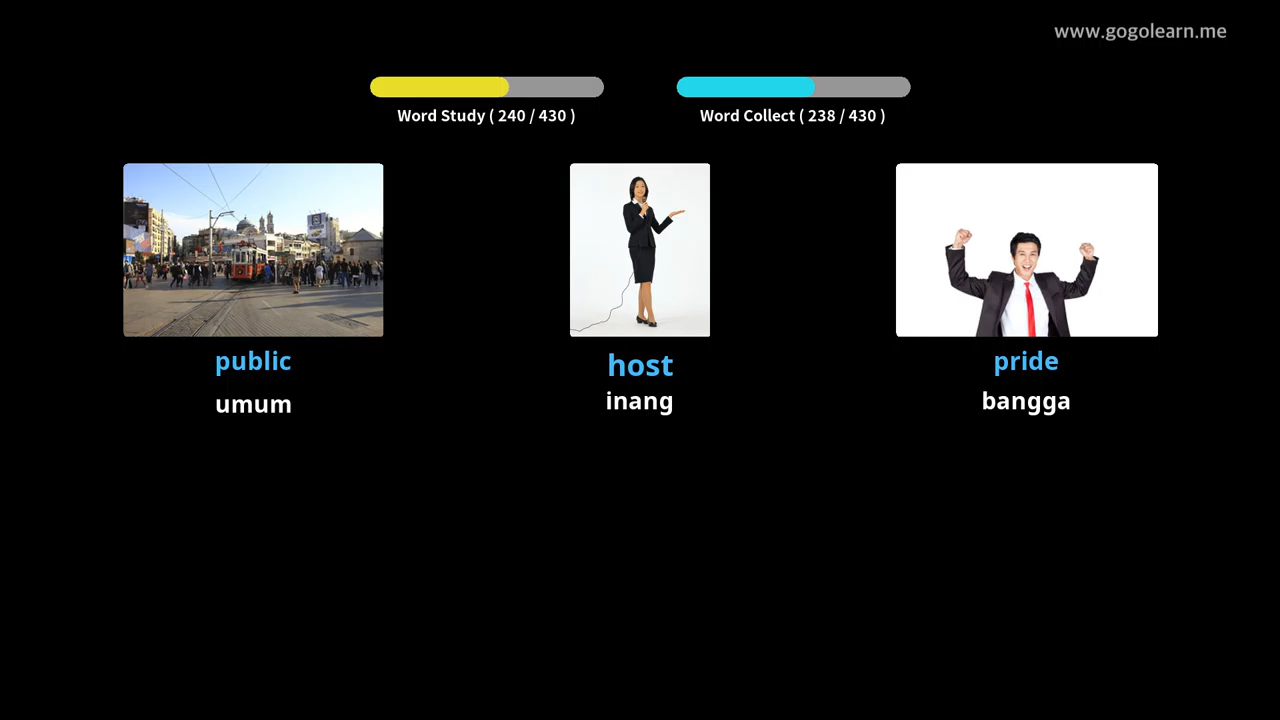 www.gogolearn.me
Word Study ( 240 / 430 )
Word Collect ( 238 / 430 )
public
host
pride
umum
inang
bangga